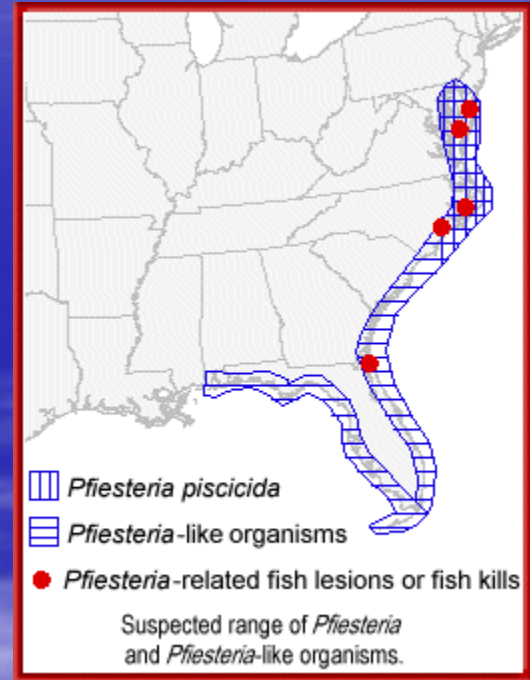 Pfiesteria piscicida
Pfiesteria-like organisms
Pfiesteria-related fish lesions or fish kills
Suspected range of Pfiesteria
and Pfiesteria-like organisms.